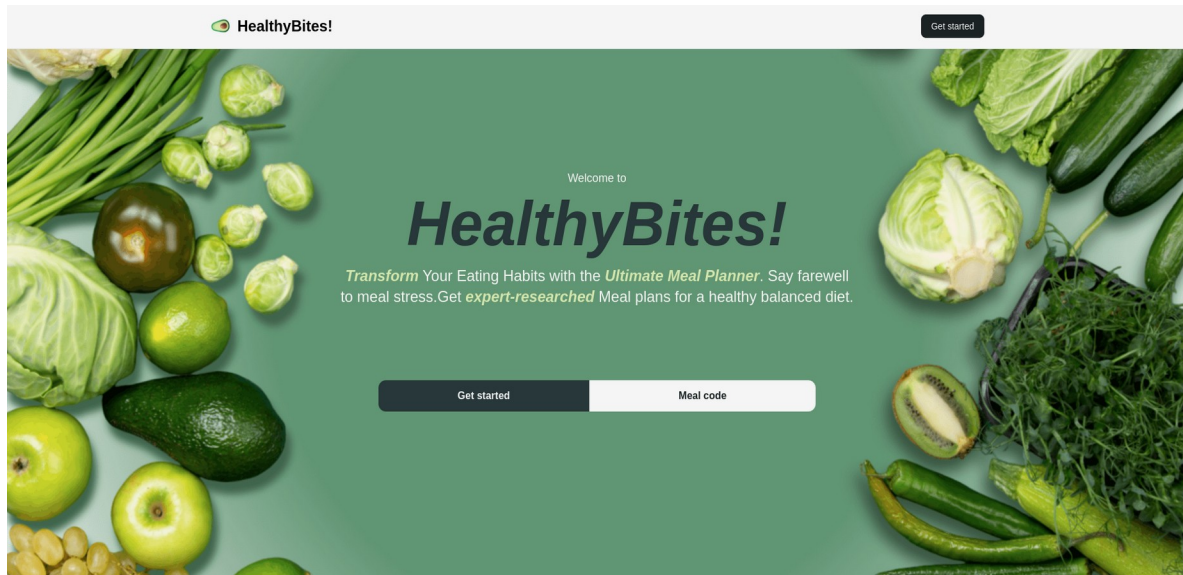 HealthyBites!
Get started
Welcome to
HealthyBites!
Transform Your Eating Habits with the Ultimate Meal Planner. Say farewell
to meal stress.Get expert-researched Meal plans for a healthy balanced diet.
Get started
Meal code